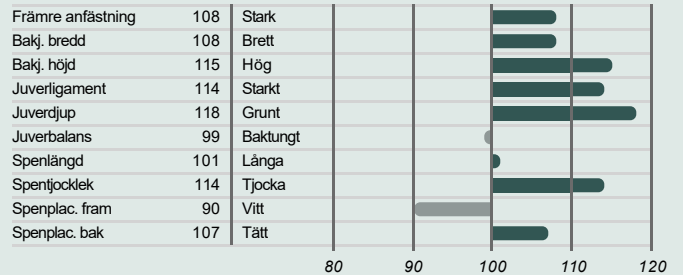 Främre anfästning 108 Stark
Bakj. bredd 108 Brett
Bakj. höjd 115 Hög
Juverligament 114 Starkt
Juverdjup 118 Grunt
Juverbalans 99 Baktungt
Spenlängd 101 Långa
Spentjocklek 114 Tjocka
Spenplac. fram 90 Vitt
Spenplac. bak 107 Tätt
80 90 100 110 120